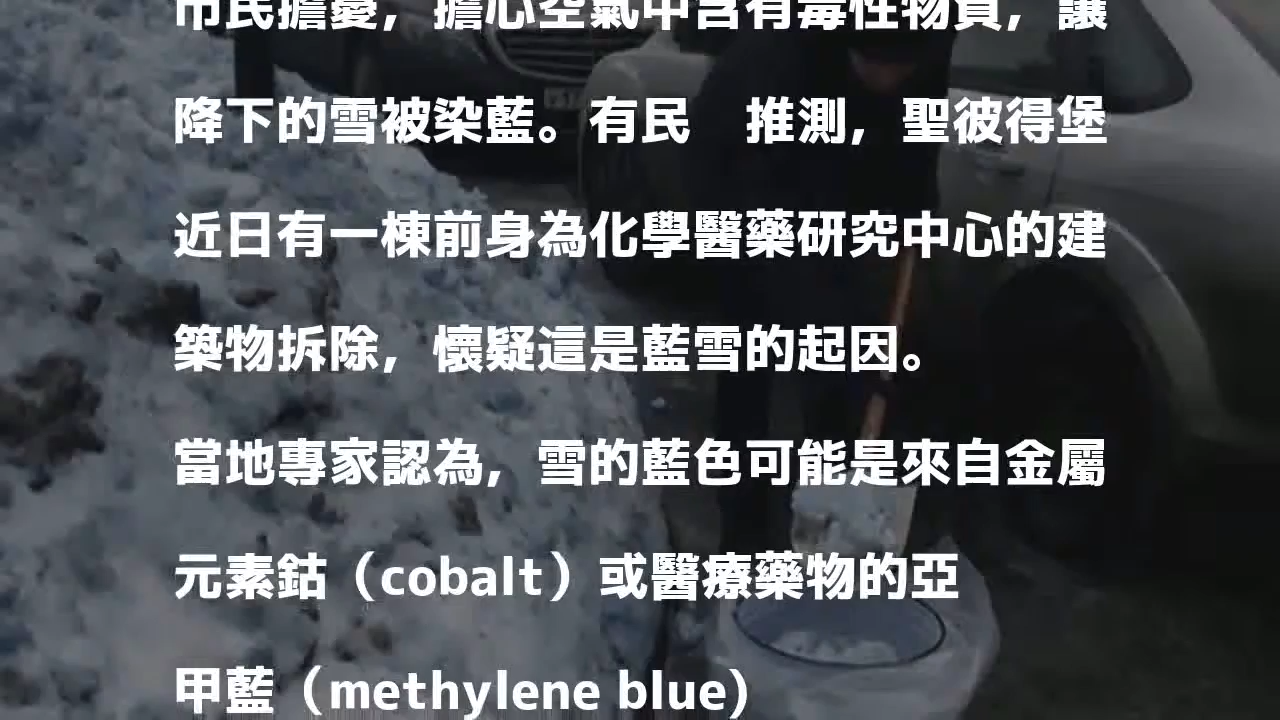 市民擔憂，擔心空氣中含有毒性物質，讓
降下的雪被染藍。有民　推測，聖彼得堡
近日有一棟前身為化學醫藥研究中心的建
築物拆除，懷疑這是藍雪的起因。
當地專家認為，雪的藍色可能是來自金屬
元素鈷（cobalt）或醫療藥物的亞
甲藍（methylene blue）